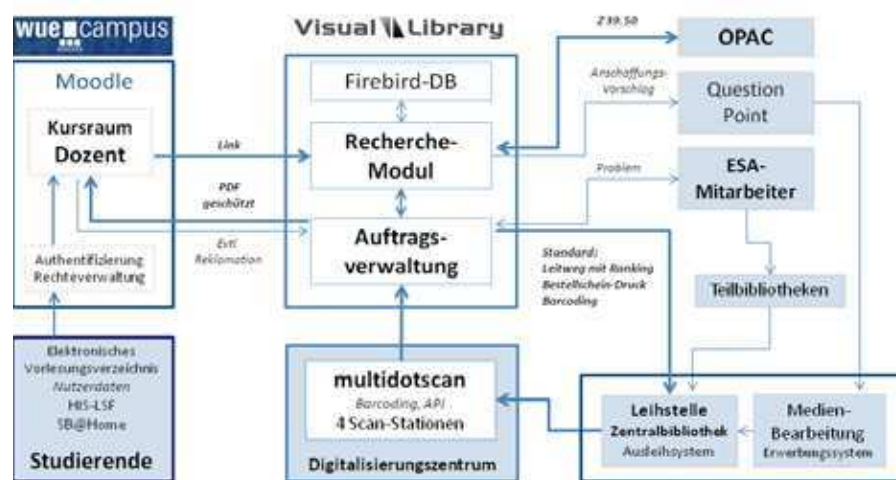 wue campus
Moodle
Kursraum
Dozent
Authentifizierung
Rechteverwaltung
Elektronisches
Vorlesungsverzeichnis
Nutzerdaten
HIS-LSF
SB@Home
Studierende
Link
PDF
geschützt
Evtl
Reklamation
Visual Library
Firebird-DB
Recherche-
Modul
Auftrags-
verwaltung
multidotscan
Barcoding, API
4 Scan-Stationen
Digitalisierungszentrum
Z39.50
Anschaffungs-
Vorschlag
Problem
Standard:
Leitweg mit Ranking
Bestellschein-Druck
Barcoding
OPAC
Question
Point
ESA-
Mitarbeiter
Teilbibliotheken
Leihstelle
Zentralbibliothek
Ausleihsystem
Medien-
Bearbeitung
Erwerbungssystem